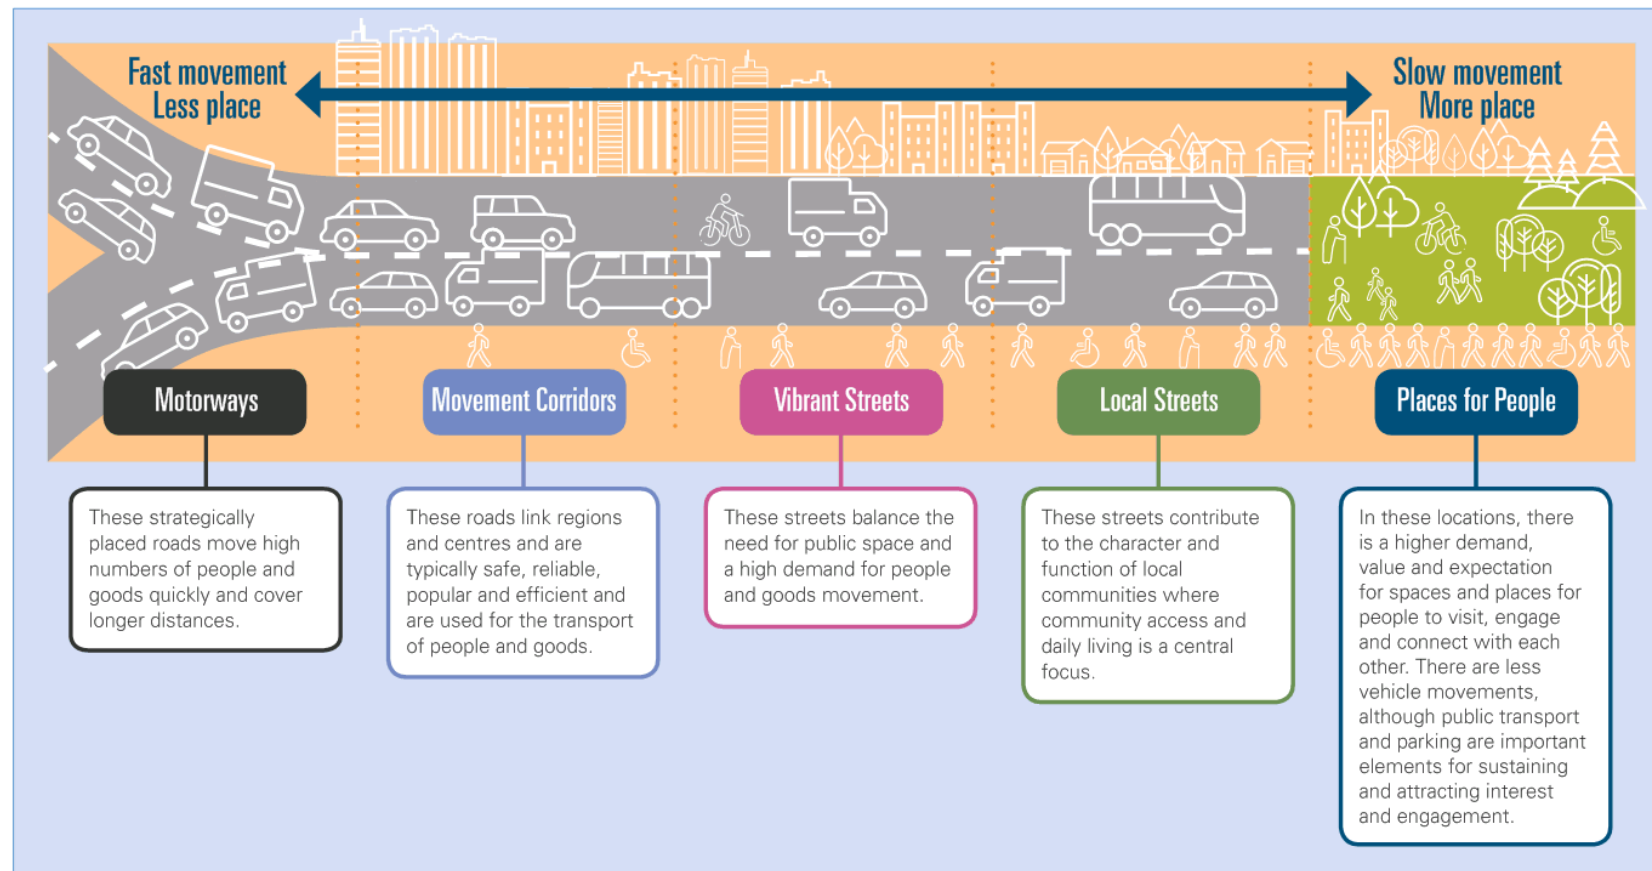 Fast movement
Less place
Slow movement
More place
Motorways
Movement Corridors
Vibrant Streets
Local Streets
Places for People
These strategically
placed roads move high
numbers of people and
goods quickly and cover
longer distances.
These roads link regions
and centres and are
typically safe, reliable,
popular and efficient and
are used for the transport
of people and goods.
These streets balance the
need for public space and
a high demand for people
and goods movement.
These streets contribute
to the character and
function of local
communities where
community access and
daily living is a central
focus.
In these locations, there
is a higher demand,
value and expectation
for spaces and places for
people to visit, engage
and connect with each
other. There are less
vehicle movements,
although public transport
and parking are important
elements for sustaining
and attracting interest
and engagement.